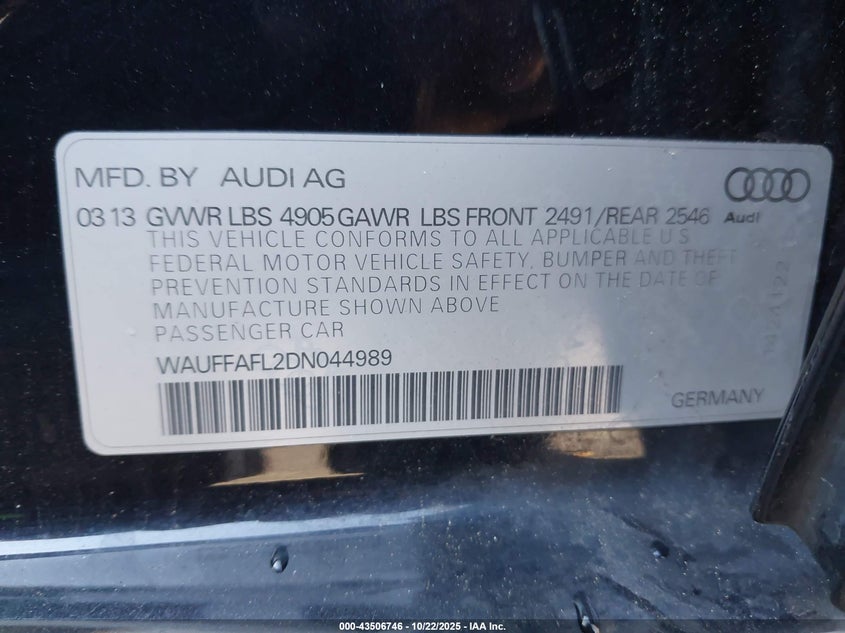 MFD. BY AUDI AG
03 13 GVWR LBS 4905 GAWR LBS FRONT 2491/REAR 2546
Audi
THIS VEHICLE CONFORMS TO ALL APPLICABLE U S
FEDERAL MOTOR VEHICLE SAFETY, BUMPER AND THEFT
PREVENTION STANDARDS IN EFFECT ON THE DATE OF
MANUFACTURE SHOWN ABOVE
PASSENGER CAR
WAUFFAFL2DN044989
GERMANY
000-43506746 - 10/22/2025 - IAA Inc.